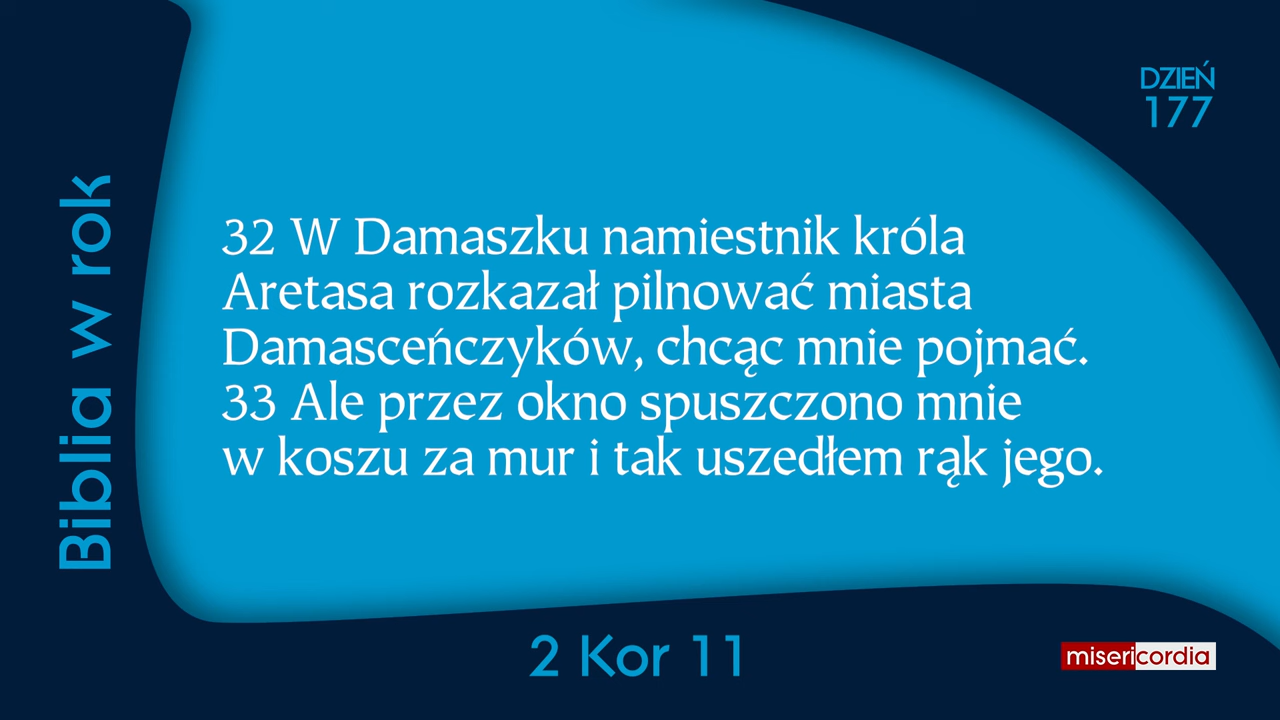 DZIEŃ
177
Biblia w rok
32 W Damaszku namiestnik króla
Aretasa rozkazał pilnować miasta
Damasceńczyków, chcąc mnie pojmać.
33 Ale przez okno spuszczono mnie
w koszu za mur i tak uszedłem rąk jego.
2 Kor 11
misericordia